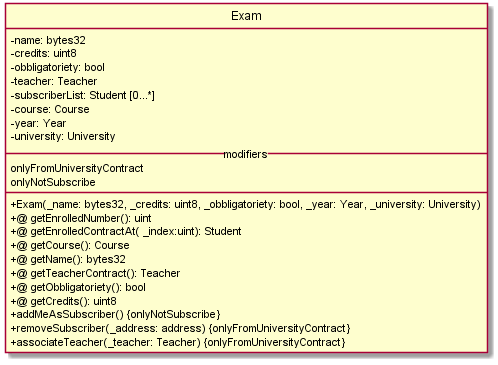 Exam
-name: bytes32
-credits: uint8
-obbligatoriety: bool
-teacher: Teacher
-subscriberList: Student [0...*]
-course: Course
-year: Year
-university: University
modifiers
onlyFromUniversityContract
onlyNotSubscribe
+Exam(_name: bytes32, _credits: uint8, _obbligatoriety: bool, _year: Year, _university: University)
+@ getEnrolledNumber(): uint
+@ getEnrolledContractAt( _index:uint): Student
+@ getCourse(): Course
+@ getName(): bytes32
+@ getTeacherContract(): Teacher
+@ getObbligatoriety(): bool
+@ getCredits(): uint8
+addMeAsSubscriber() {onlyNotSubscribe}
+removeSubscriber(_address: address) {onlyFromUniversityContract}
+associateTeacher(_teacher: Teacher) {onlyFromUniversityContract}